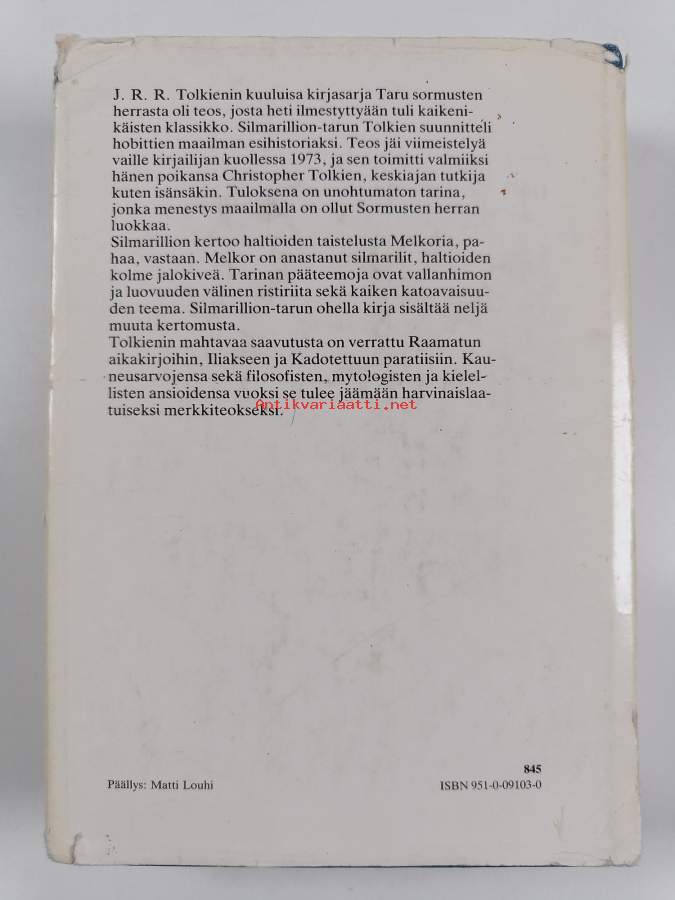 J. R. R. Tolkienin kuuluisa kirjasarja Taru sormusten
herrasta oli teos, josta heti ilmestyttyään tuli kaikeni-
käisten klassikko. Silmarillion-tarun Tolkien suunnitteli
hobittien maailman esihistoriaksi. Teos jäi viimeistelyä
vaille kirjailijan kuollessa 1973, ja sen toimitti valmiiksi
hänen poikansa Christopher Tolkien, keskiajan tutkija
kuten isänsäkin. Tuloksena on unohtumaton tarina,
jonka menestys maailmalla on ollut Sormusten herran
luokkaa.
Silmarillion kertoo haltioiden taistelusta Melkoria, pa-
haa, vastaan. Melkor on anastanut silmarilit, haltioiden
kolme jalokiveä. Tarinan pääteemoja ovat vallanhimon
ja luovuuden välinen ristiriita sekä kaiken katoavaisuu-
den teema. Silmarillion-tarun ohella kirja sisältää neljä
muuta kertomusta.
Tolkienin mahtavaa saavutusta on verrattu Raamatun
aikakirjoihin, Iliakseen ja Kadotettuun paratiisiin. Kau-
neusarvojensa sekä filosofisten, mytologisten ja kielel-
listen ansioidensa vuoksi se tulee jäämään harvinaislaa-
tuiseksi merkkiteokseksi.
Antikvariaatti.net
845
Päällys: Matti Louhi
ISBN 951-0-09103-0